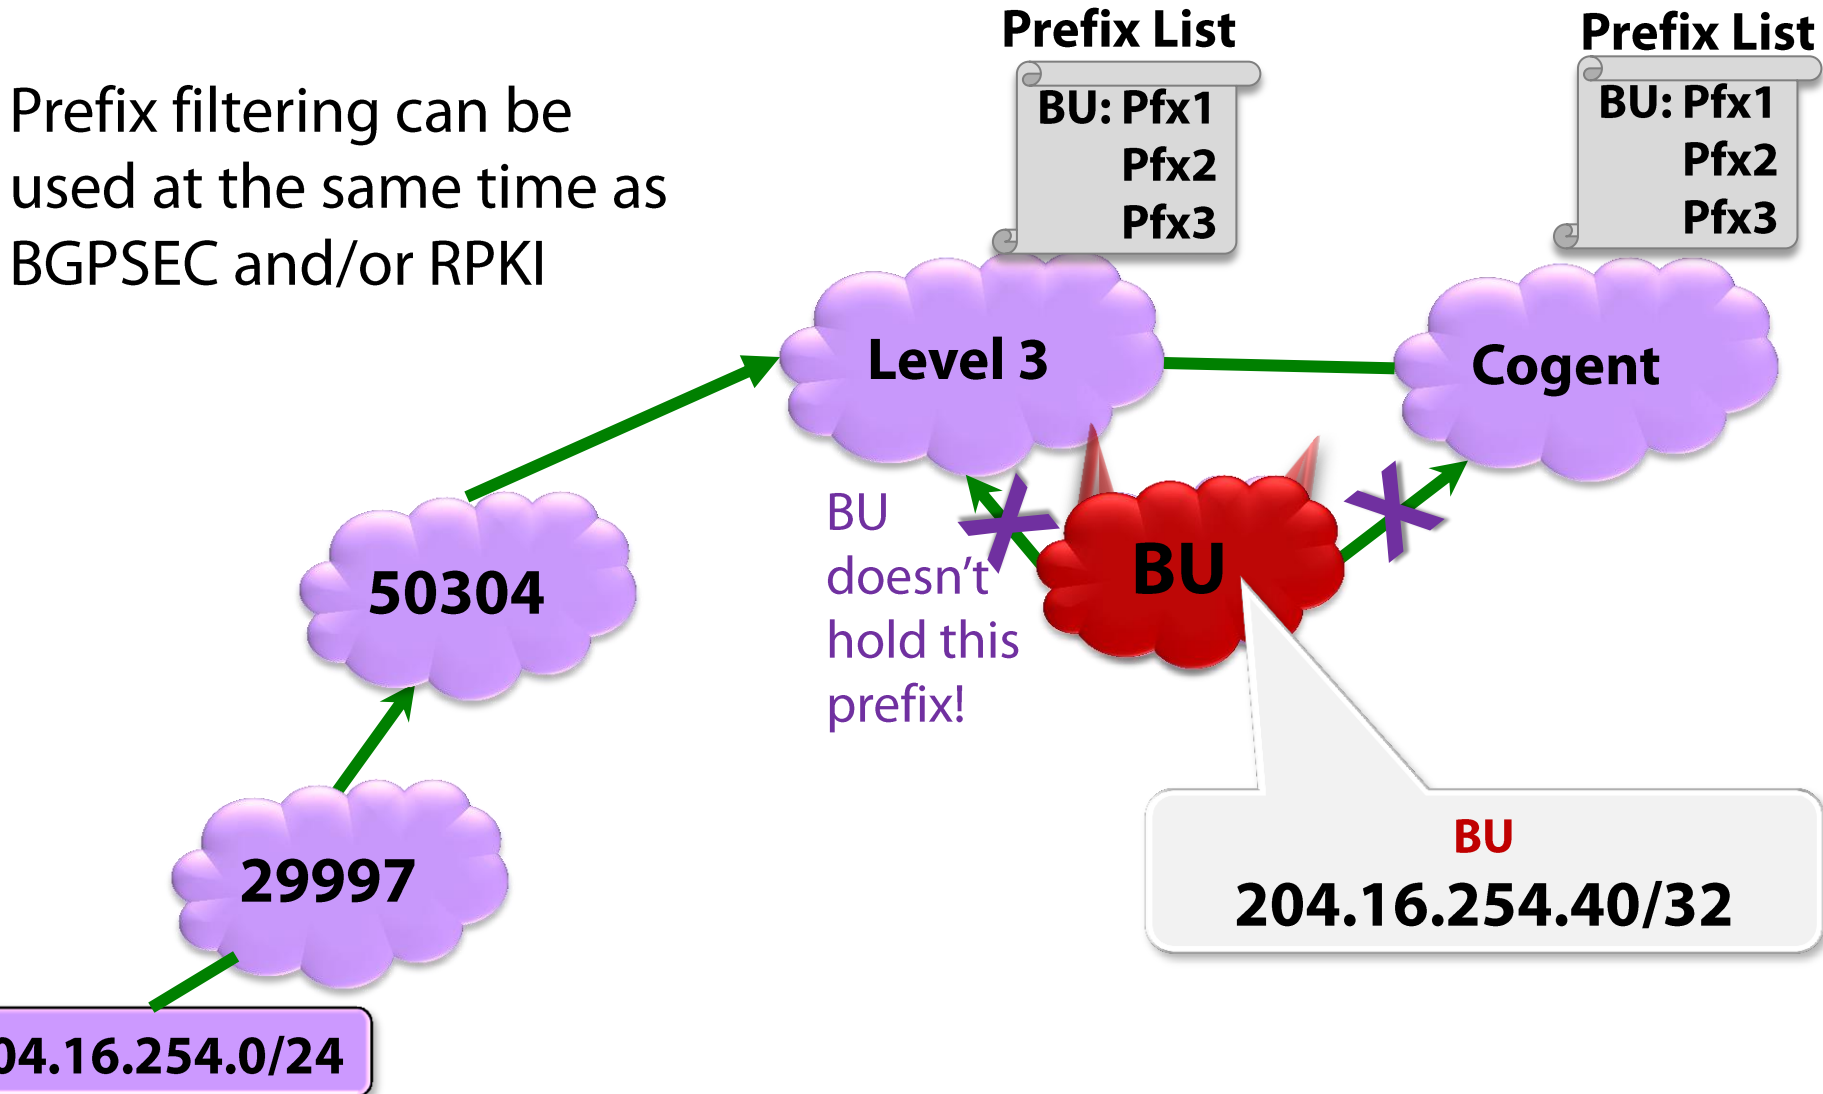 Prefix filtering can be
used at the same time as
BGPSEC and/or RPKI
Prefix List
BU: Pfx1
Pfx2
Pfx3
Prefix List
BU: Pfx1
Pfx2
Pfx3
Level 3
Cogent
BU
doesn't
hold this
prefix!
BU
50304
29997
BU
204.16.254.40/32
04.16.254.0/24